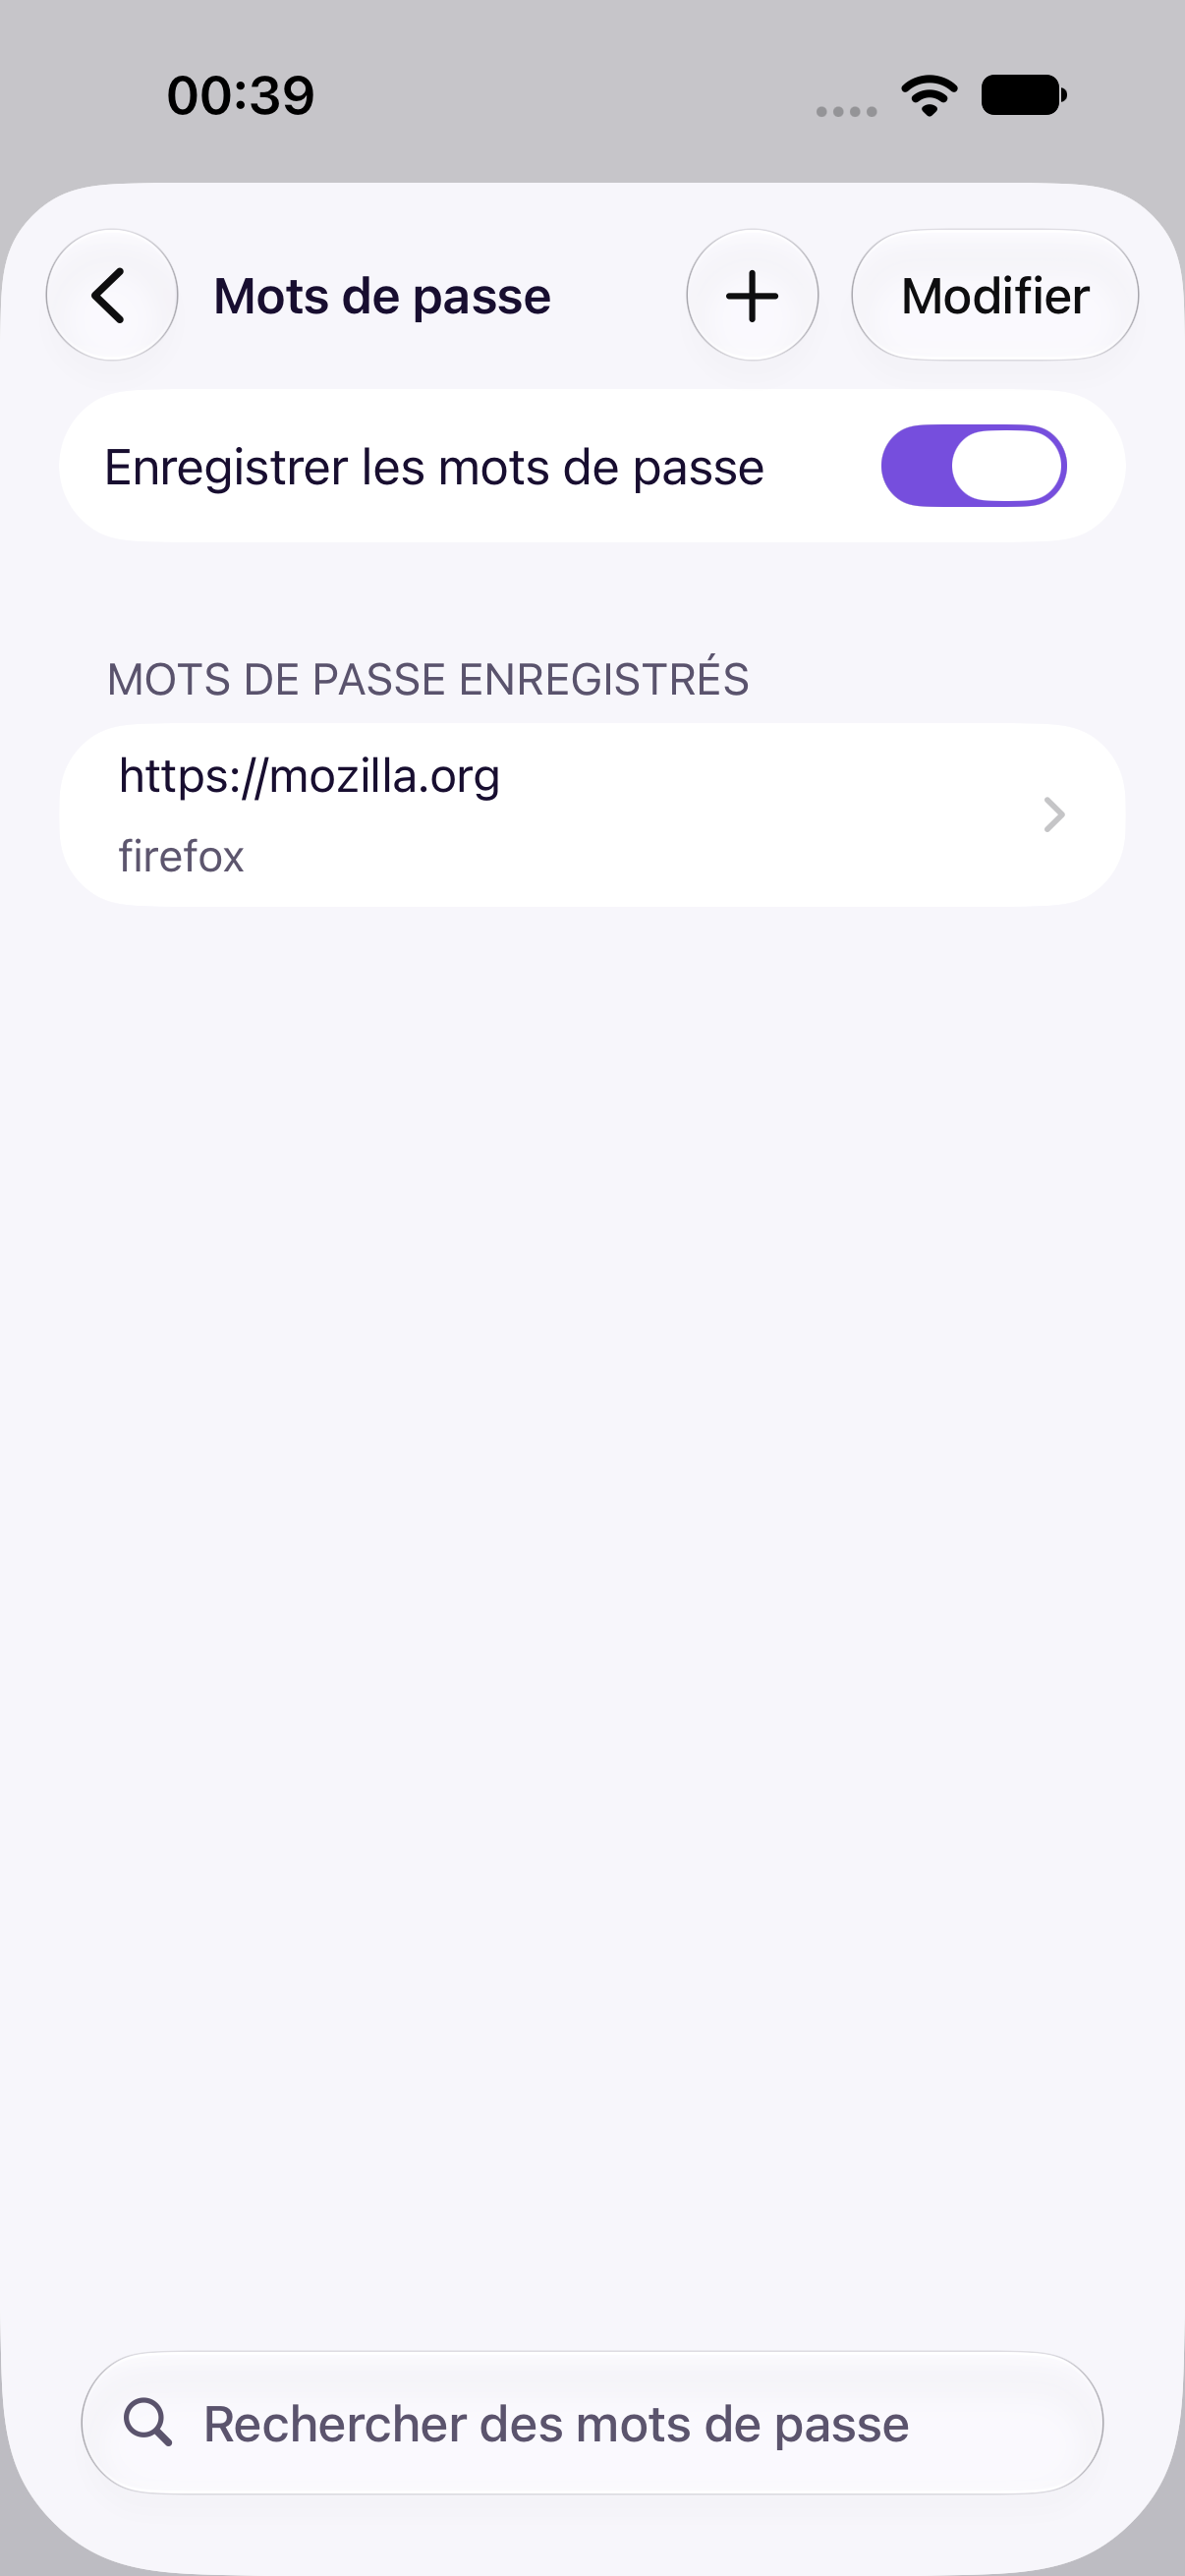 00:39
Mots de passe
Modifier
Enregistrer les mots de passe
MOTS DE PASSE ENREGISTRÉS
https://mozilla.org
firefox
Rechercher des mots de passe